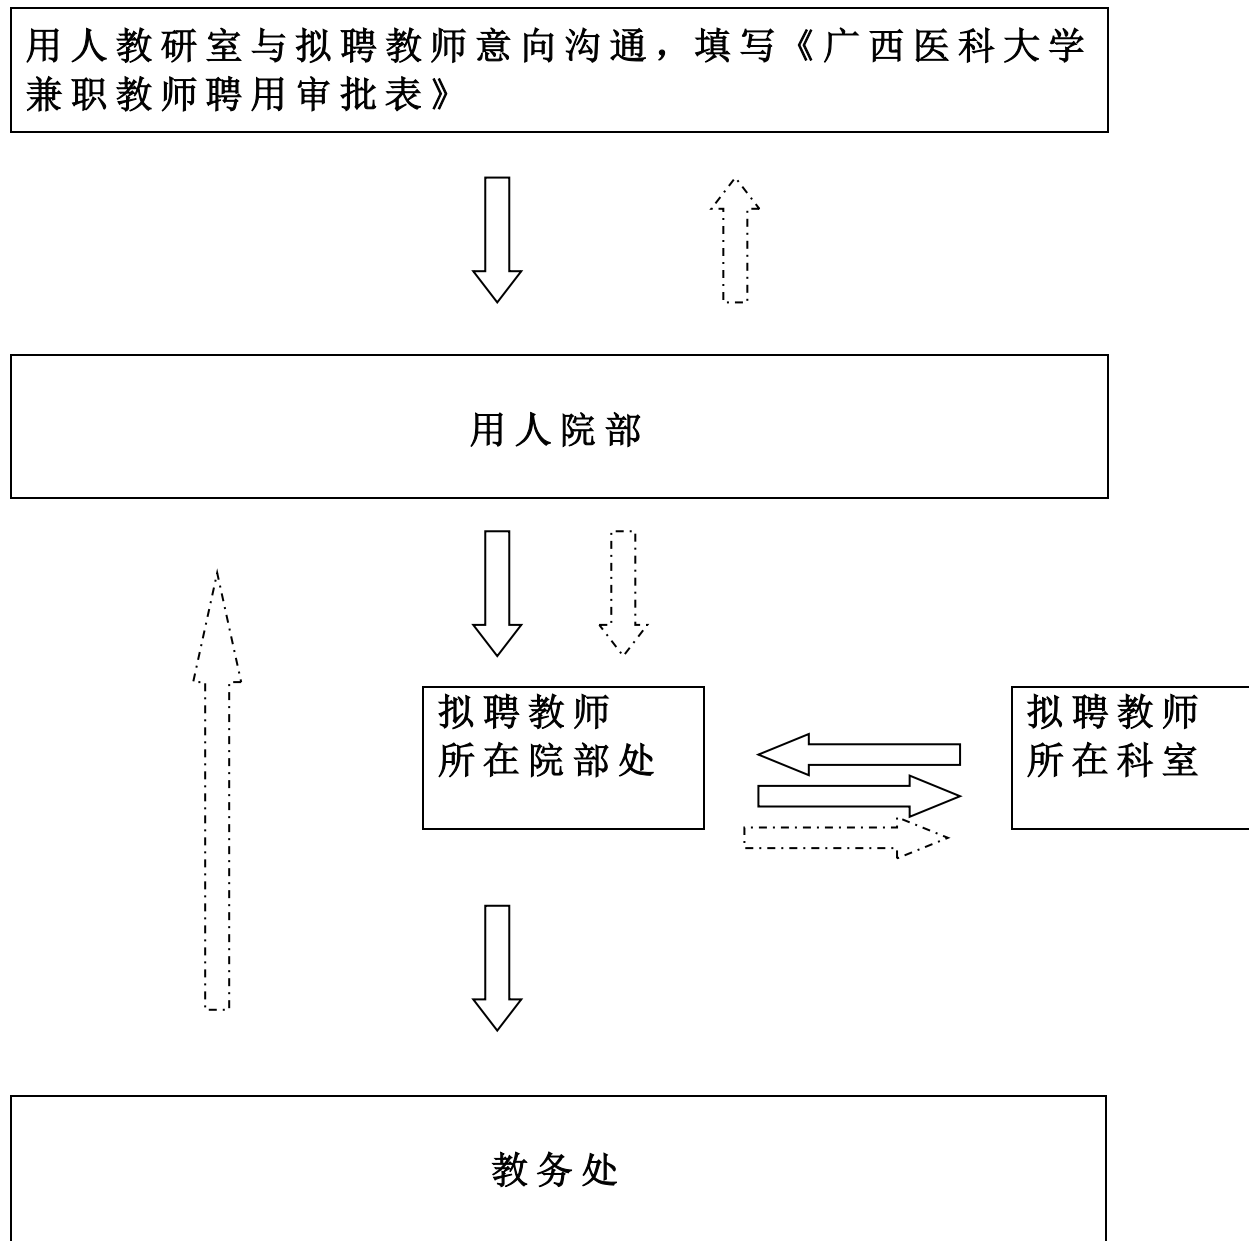 用人教研室与拟聘教师意向沟通，填写《广西医科大学
兼职教师聘用审批表》
用人院部
拟聘教师
所在院部处
拟聘教师
所在科室
教务处